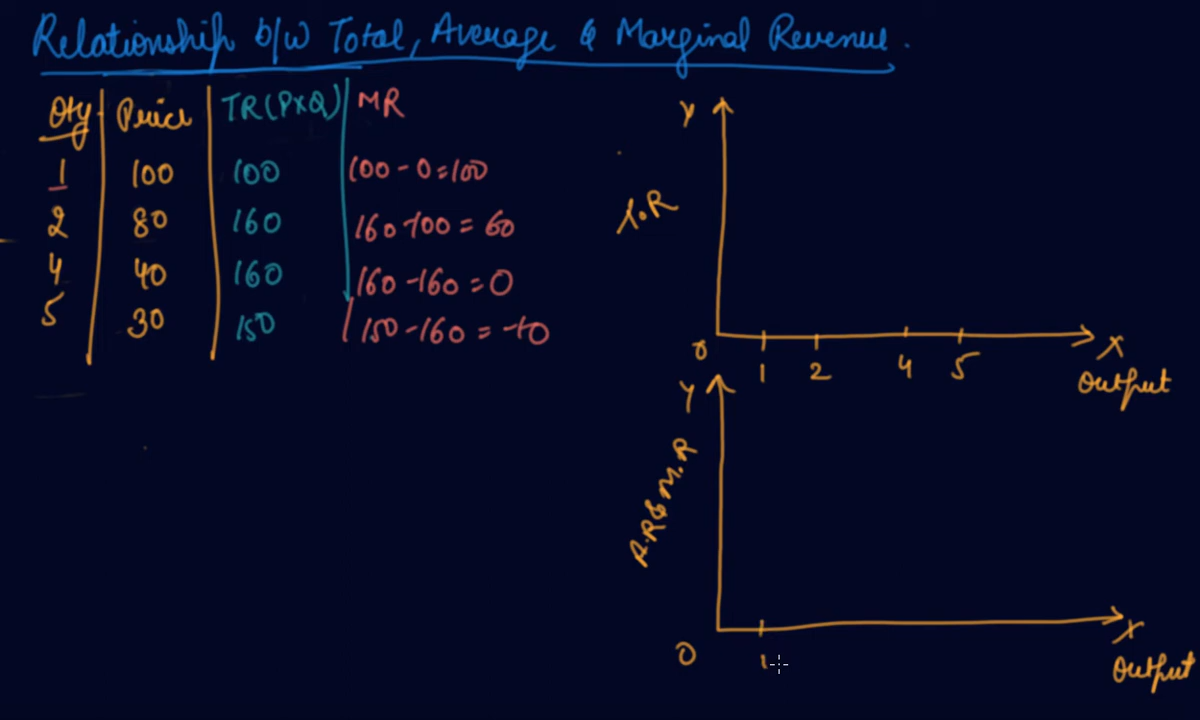 Relationship b/w Total, Average & Marginal Revenue.
Qty Price TR(PXQ) MR
1 100 100 100-0=100
2 80 160 160-100=60
4 40 160 160-160=0
5 30 150 150-160=-10
Y
T.R
0 1 2 4 5 X
Output
Y
A.R & M.R
0 1 X
Output